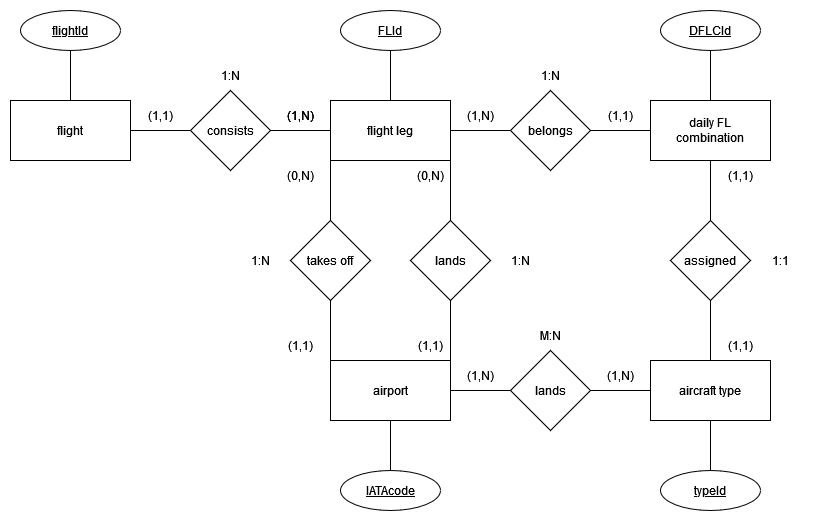 flightId
FLId
DFLCId
1:N
1:N
flight
(1,1)
consists
(1,N)
flight leg
(1,N)
belongs
(1,1)
daily FL
combination
(0,N)
(0,N)
(1,1)
1:N
takes off
lands
1:N
assigned
1:1
(1,1)
(1,1)
M:N
(1,1)
airport
(1,N)
lands
(1,N)
aircraft type
IATAcode
typeId